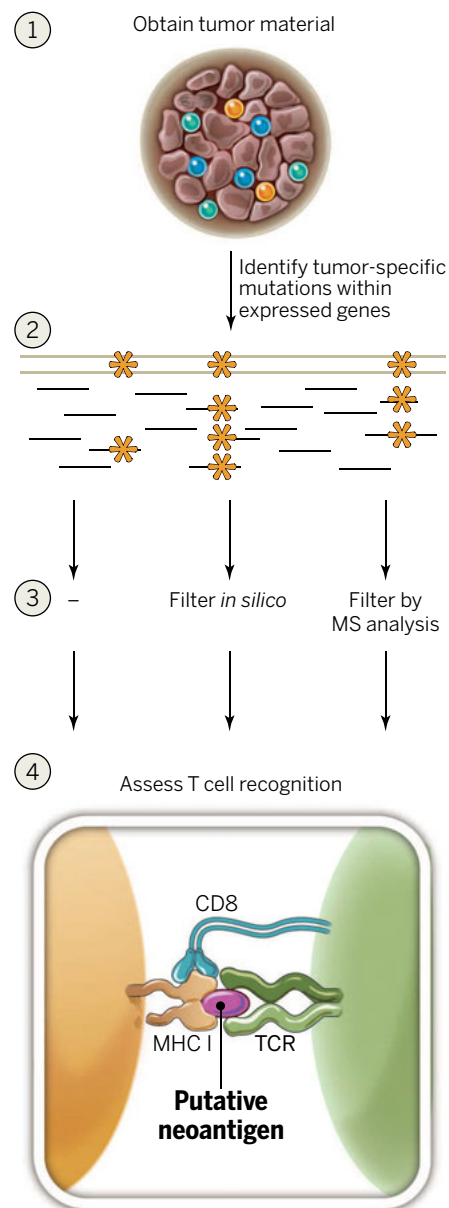 1
Obtain tumor material
Identify tumor-specific
mutations within
expressed genes
2
3
–
Filter in silico
Filter by
MS analysis
4
Assess T cell recognition
CD8
MHC I
TCR
Putative
neoantigen